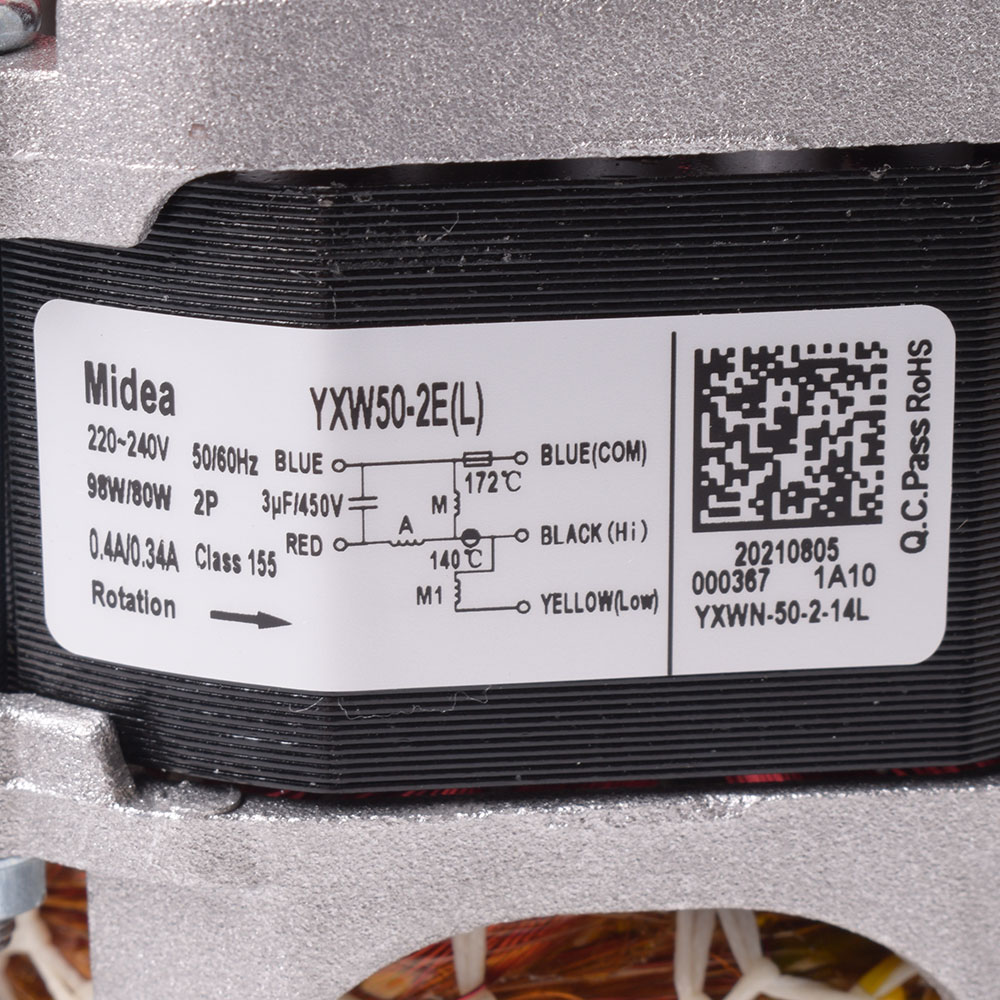 Midea
YXW50-2E(L)
220~240V 50/60Hz
98W/80W 2P
0.4A/0.34A Class 155
Rotation
BLUE
3μF/450V
RED
A
M
172℃
140℃
M1
BLUE(COM)
BLACK(Hi)
YELLOW(Low)
20210805
000367 1A10
YXWN-50-2-14L
Q.C.Pass RoHS